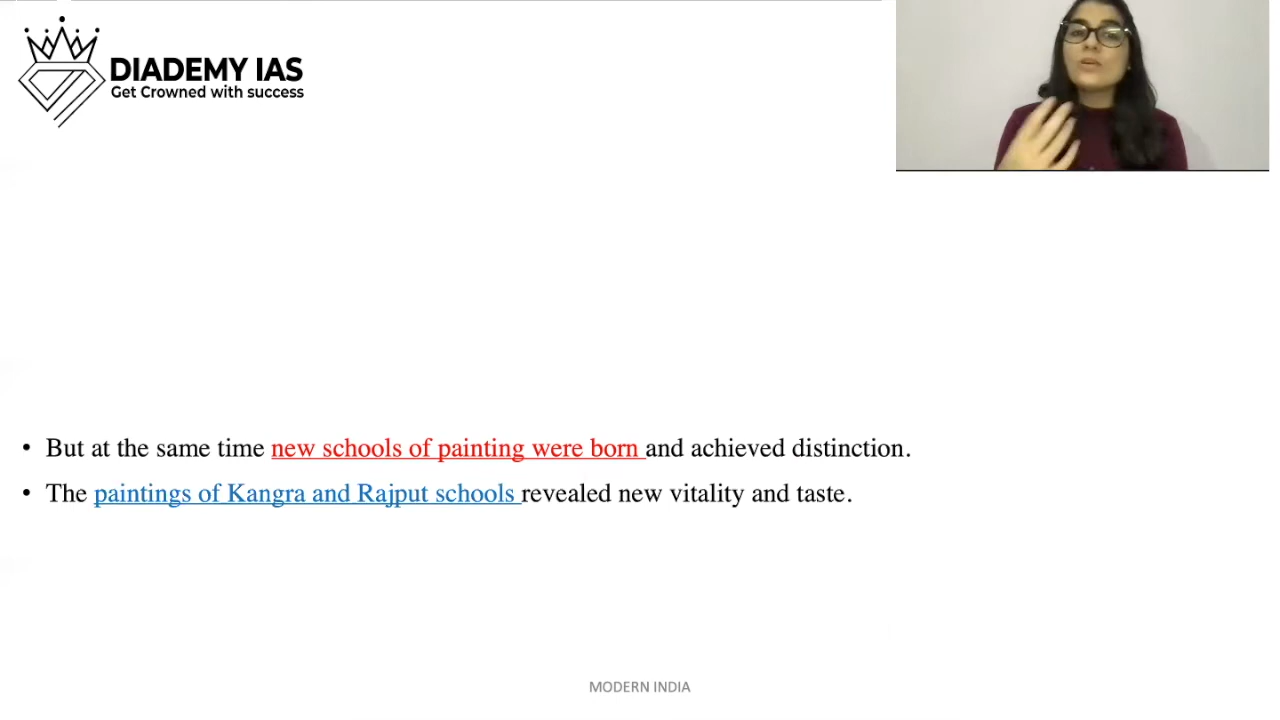 DIADEMY IAS
Get Crowned with success
• But at the same time new schools of painting were born and achieved distinction.
• The paintings of Kangra and Rajput schools revealed new vitality and taste.
MODERN INDIA